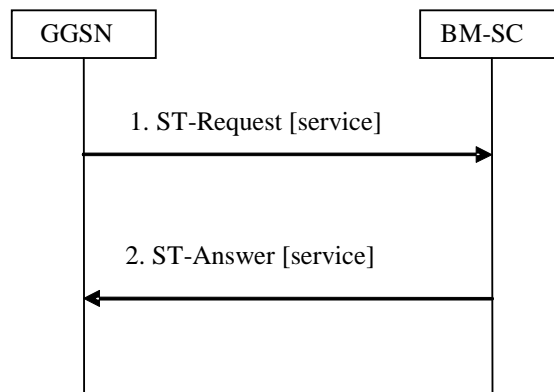 GGSN
BM-SC
1. ST-Request [service]
2. ST-Answer [service]